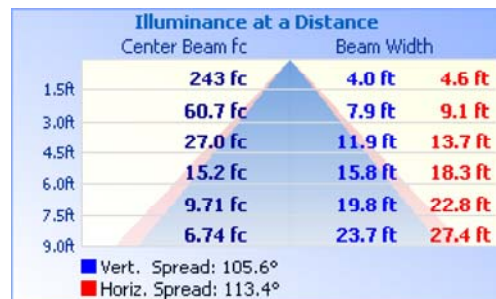 Illuminance at a Distance
Center Beam fc Beam Width
1.5ft 243 fc 4.0 ft 4.6 ft
3.0ft 60.7 fc 7.9 ft 9.1 ft
4.5ft 27.0 fc 11.9 ft 13.7 ft
6.0ft 15.2 fc 15.8 ft 18.3 ft
7.5ft 9.71 fc 19.8 ft 22.8 ft
9.0ft 6.74 fc 23.7 ft 27.4 ft
Vert. Spread: 105.6°
Horiz. Spread: 113.4°